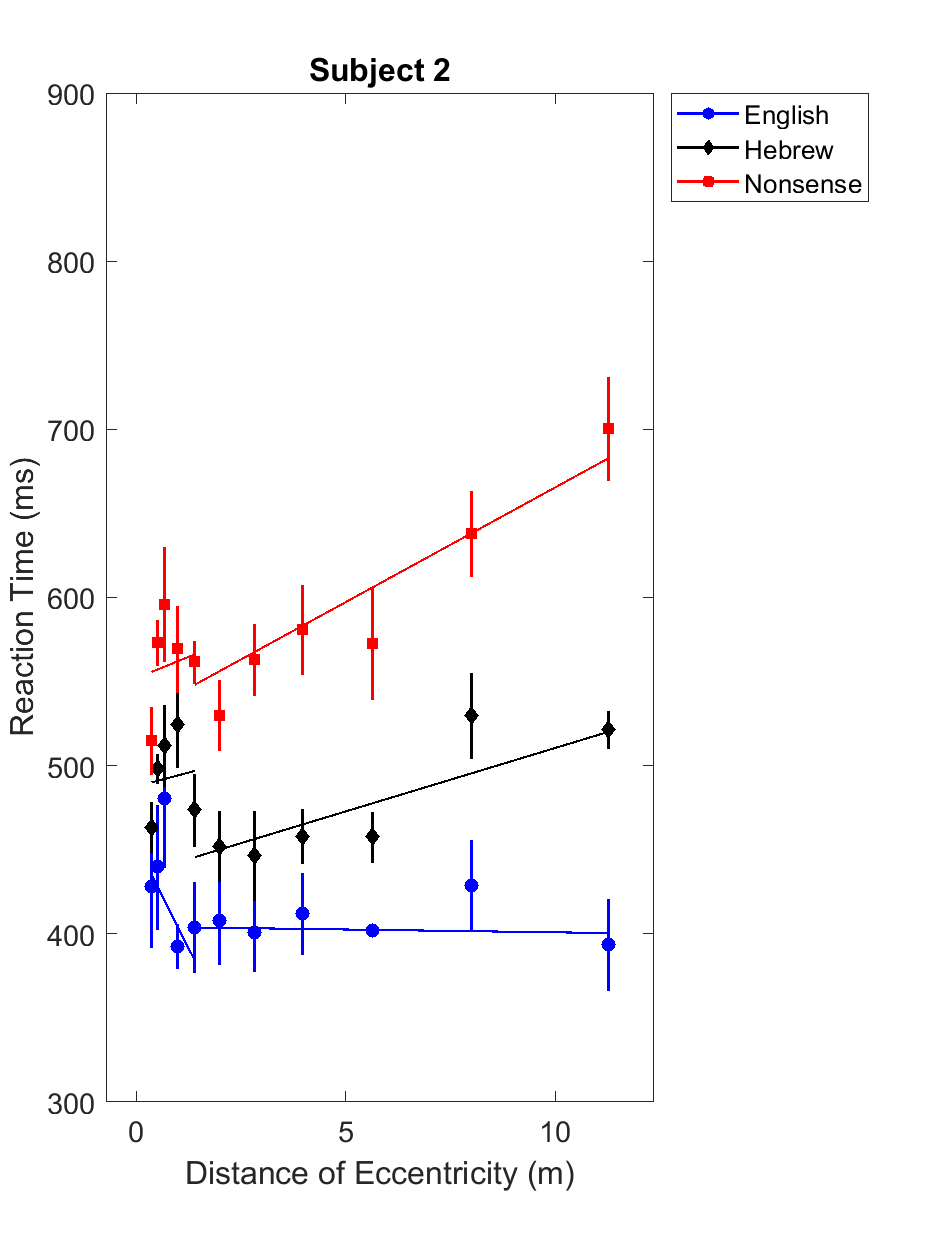 Subject 2
900
800
700
600
500
400
300
Reaction Time (ms)
0 5 10
Distance of Eccentricity (m)
English
Hebrew
Nonsense